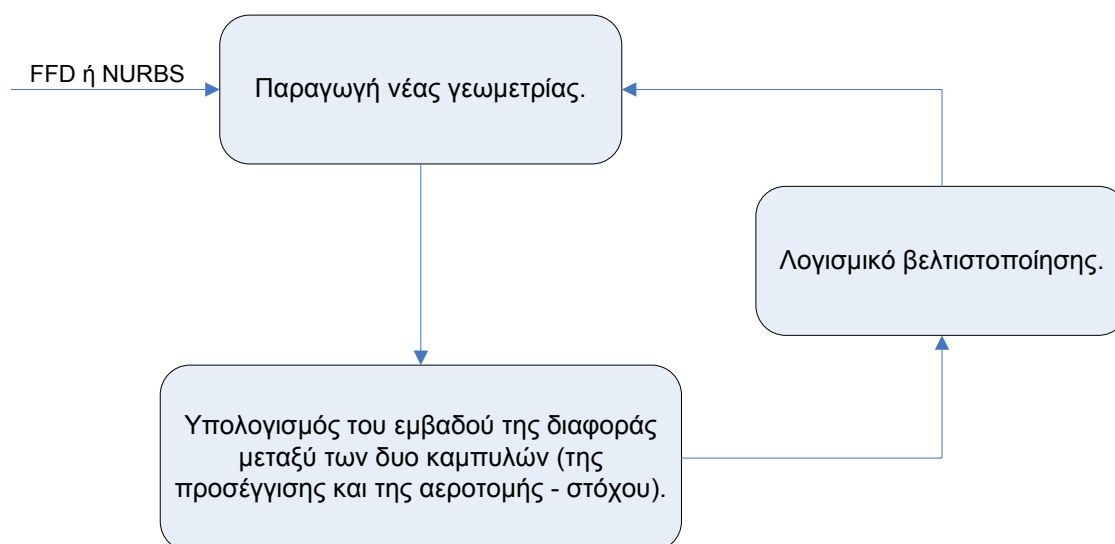 FFD ή NURBS
Παραγωγή νέας γεωμετρίας.
Λογισμικό βελτιστοποίησης.
Υπολογισμός του εμβαδού της διαφοράς
μεταξύ των δυο καμπυλών (της
προσέγγισης και της αεροτομής - στόχου).